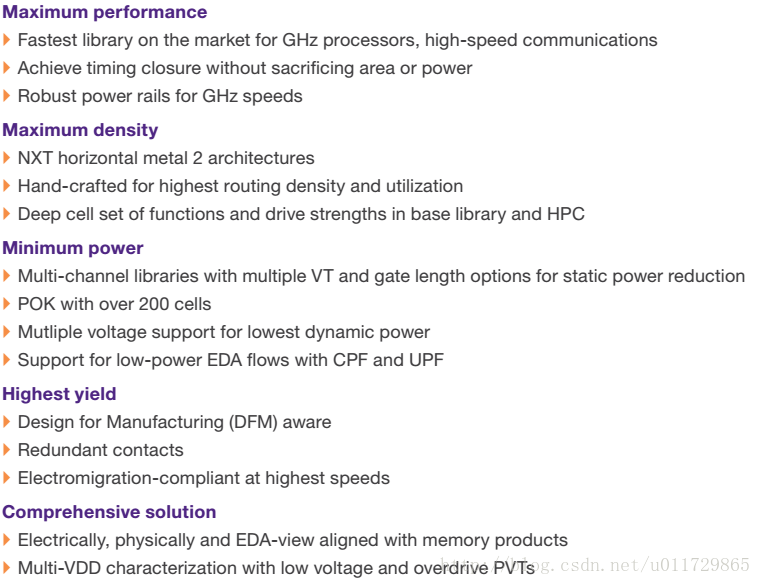 Maximum performance
Fastest library on the market for GHz processors, high-speed communications
Achieve timing closure without sacrificing area or power
Robust power rails for GHz speeds
Maximum density
NXT horizontal metal 2 architectures
Hand-crafted for highest routing density and utilization
Deep cell set of functions and drive strengths in base library and HPC
Minimum power
Multi-channel libraries with multiple VT and gate length options for static power reduction
POK with over 200 cells
Mutliple voltage support for lowest dynamic power
Support for low-power EDA flows with CPF and UPF
Highest yield
Design for Manufacturing (DFM) aware
Redundant contacts
Electromigration-compliant at highest speeds
Comprehensive solution
Electrically, physically and EDA-view aligned with memory products
Multi-VDD characterization with low voltage and overdrive PVTs
csdn.net/u011729865